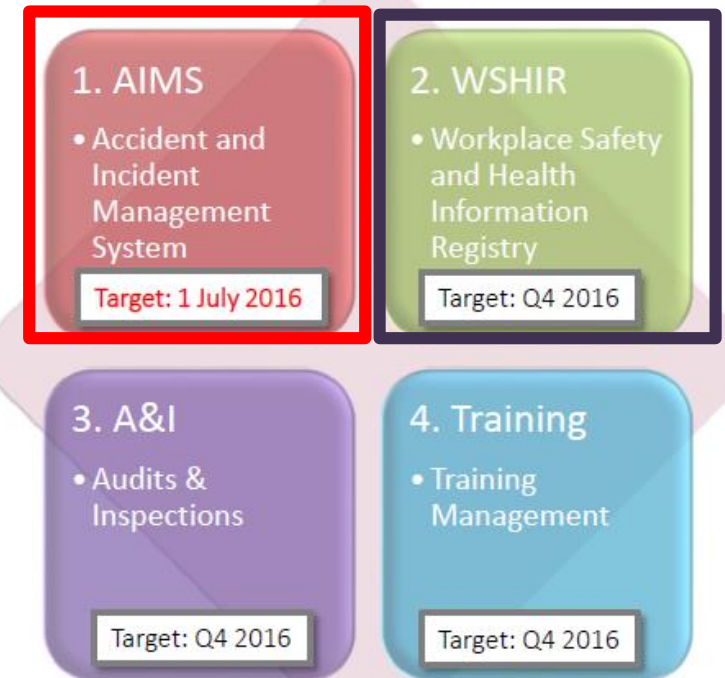 1. AIMS
• Accident and
Incident
Management
System
Target: 1 July 2016
2. WSHIR
• Workplace Safety
and Health
Information
Registry
Target: Q4 2016
3. A&I
• Audits &
Inspections
Target: Q4 2016
4. Training
• Training
Management
Target: Q4 2016